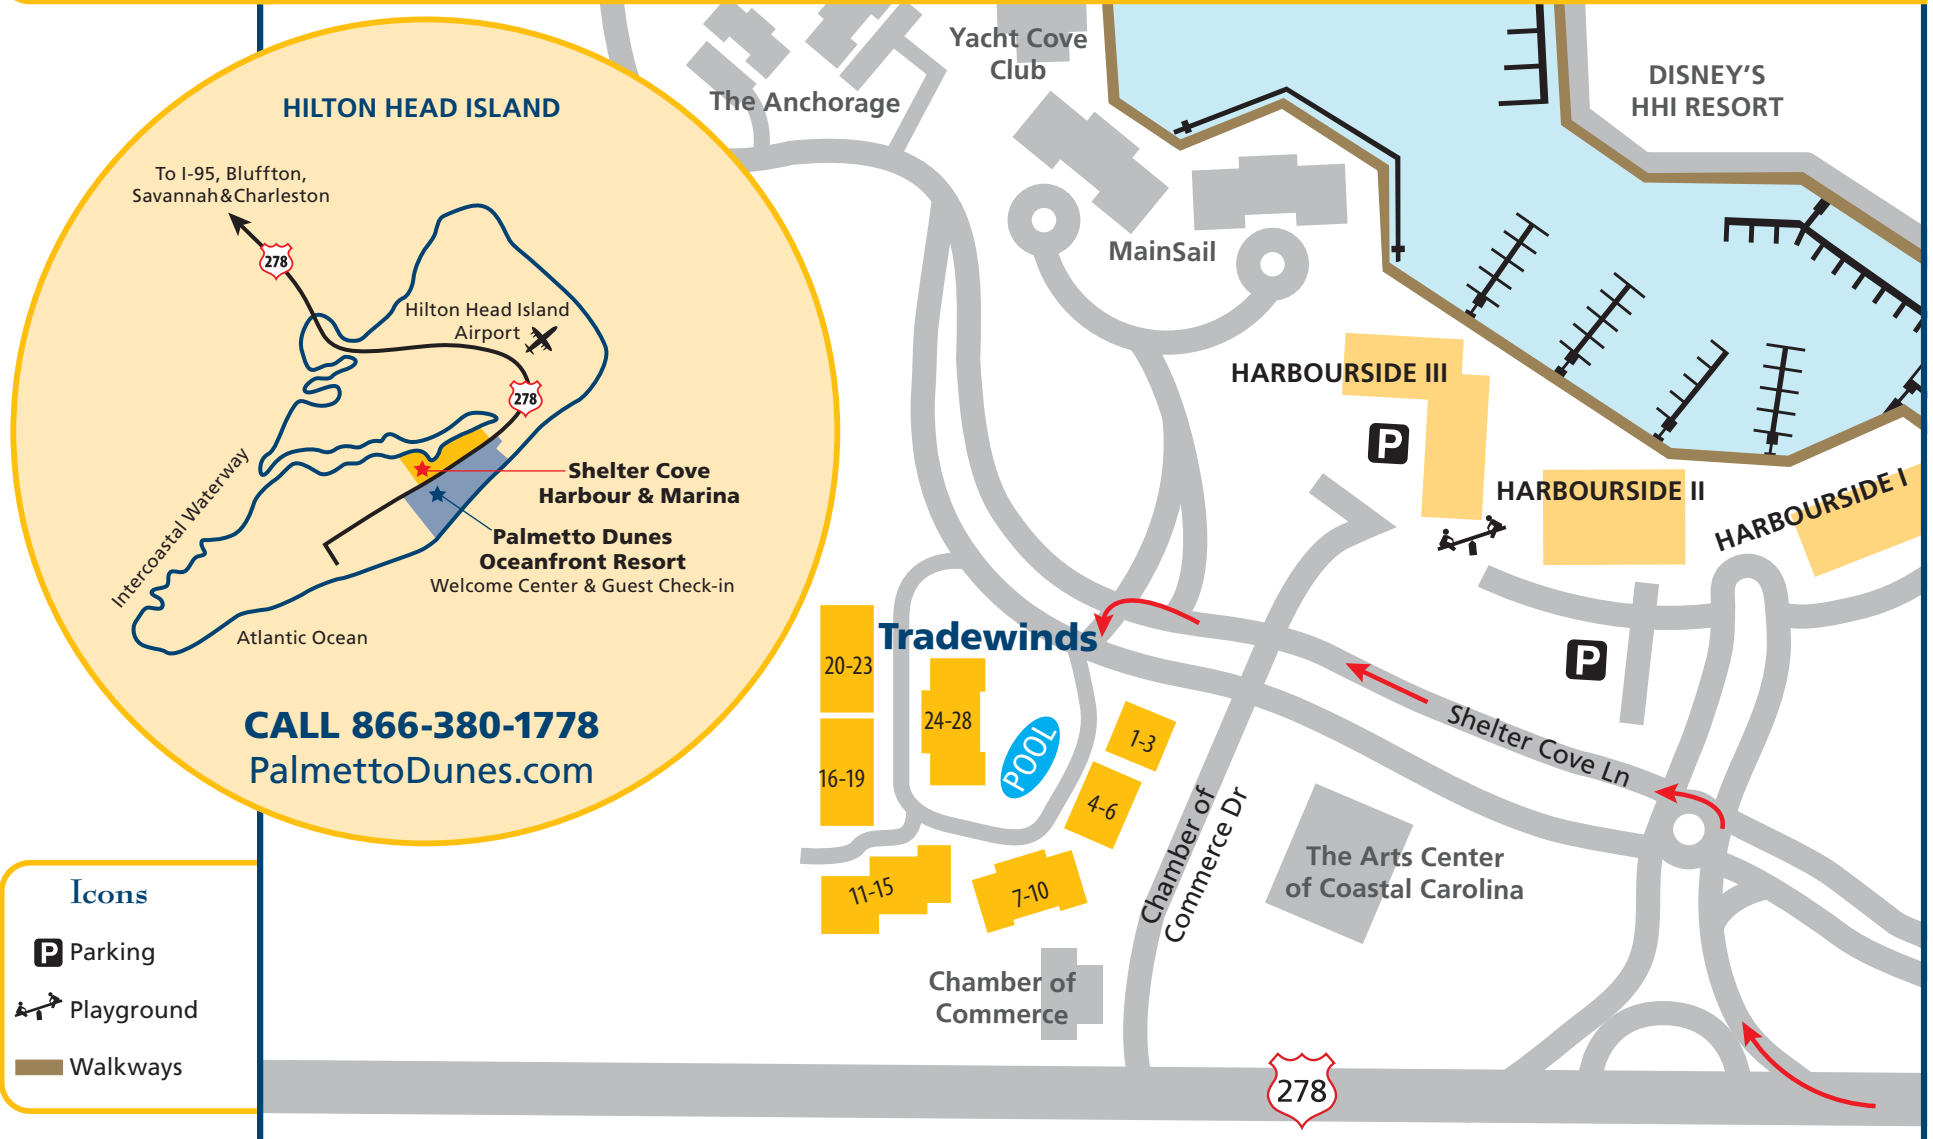 HILTON HEAD ISLAND
To I-95, Bluffton,
Savannah&Charleston
278
Hilton Head Island
Airport
278
Intercoastal Waterway
Shelter Cove
Harbour & Marina
Palmetto Dunes
Oceanfront Resort
Welcome Center & Guest Check-in
Atlantic Ocean
CALL 866-380-1778
PalmettoDunes.com
Icons
P Parking
Playground
Walkways
The Anchorage
Yacht Cove
Club
DISNEY'S
HHI RESORT
MainSail
HARBOURSIDE III
P
HARBOURSIDE II
HARBOURSIDE I
P
Tradewinds
20-23
24-28
16-19
POOL
1-3
4-6
11-15
7-10
Shelter Cove Ln
Chamber of
Commerce Dr
The Arts Center
of Coastal Carolina
Chamber of
Commerce
278